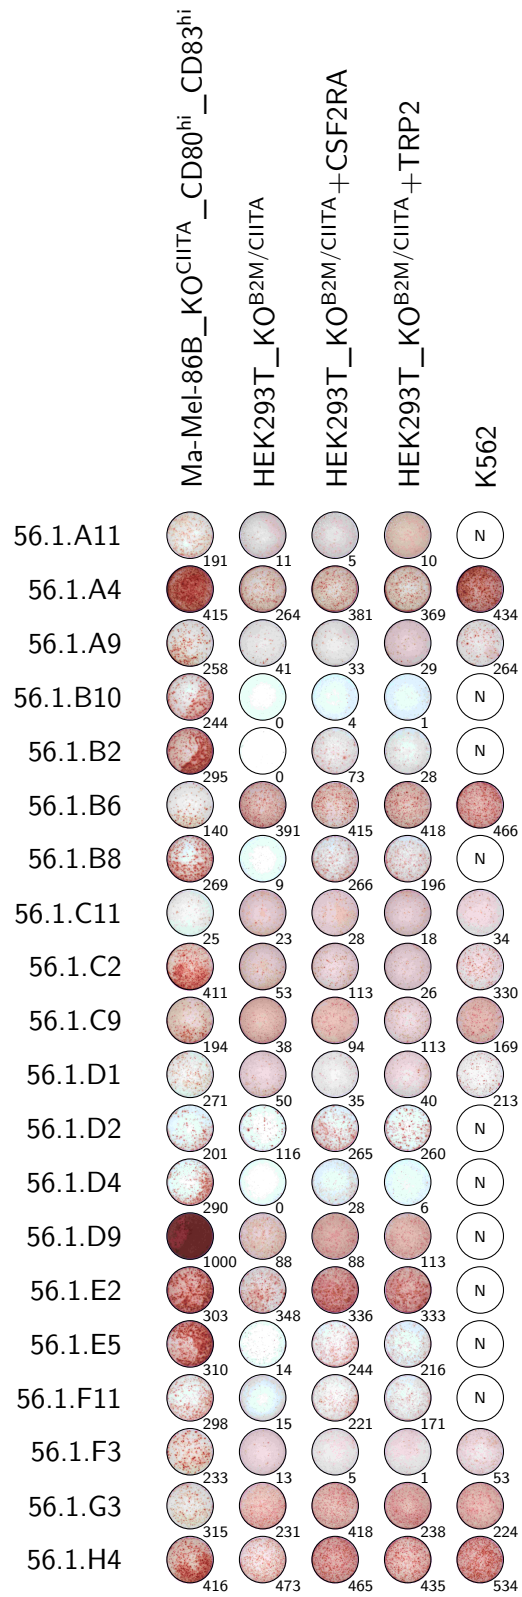 Ma-Mel-86B_KO^CIITA_CD80^hi_CD83^hi
HEK293T_KO^B2M/CIITA
HEK293T_KO^B2M/CIITA+CSF2RA
HEK293T_KO^B2M/CIITA+TRP2
K562
56.1.A11 N
191 11 5 10
56.1.A4
415 264 381 369 434
56.1.A9
258 41 33 29 264
56.1.B10 N
244 0 4 1
56.1.B2 N
295 0 73 28
56.1.B6
140 391 415 418 466
56.1.B8 N
269 9 266 196
56.1.C11
25 23 28 18 34
56.1.C2
411 53 113 26 330
56.1.C9
194 38 94 113 169
56.1.D1
271 50 35 40 213
56.1.D2 N
201 116 265 260
56.1.D4 N
290 0 28 6
56.1.D9 N
1000 88 88 113
56.1.E2 N
303 348 336 333
56.1.E5 N
310 14 244 216
56.1.F11 N
298 15 221 171
56.1.F3
233 13 5 1 53
56.1.G3
315 231 418 238 224
56.1.H4
416 473 465 435 534